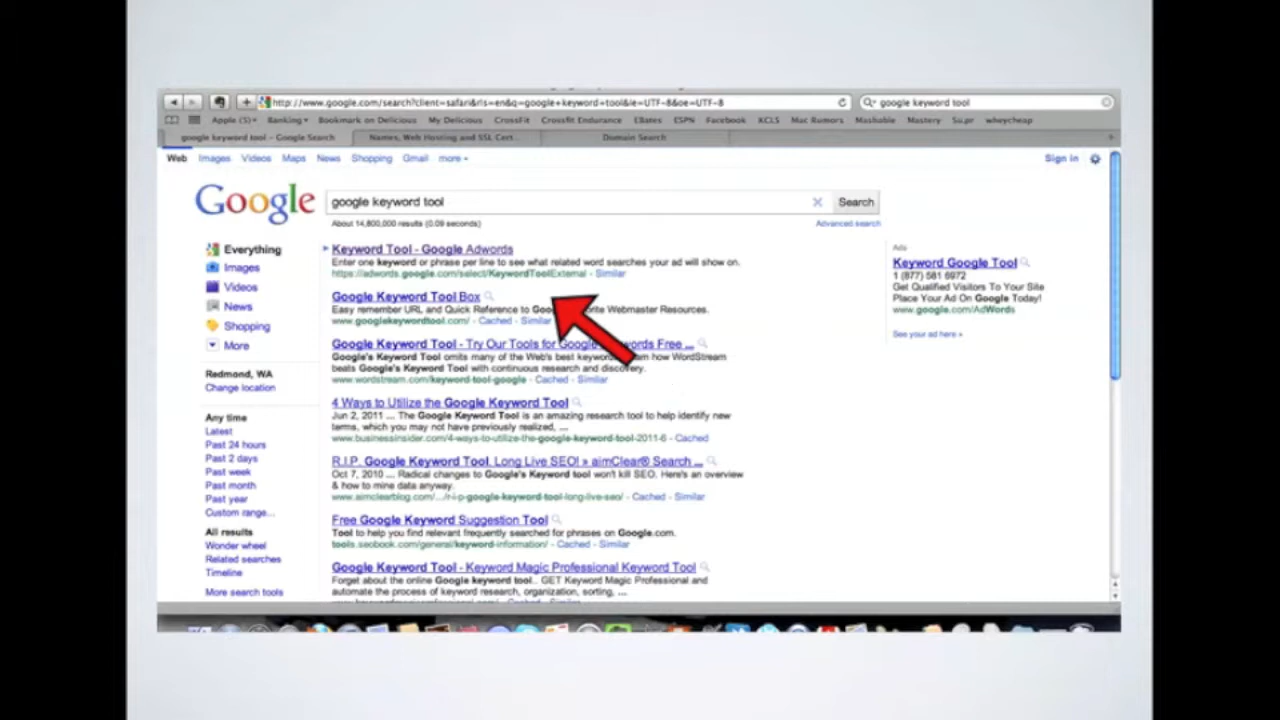 http://www.google.com/search?client=safari&rls=en&q=google+keyword+tool&ie=UTF-8&oe=UTF-8
google keyword tool
Apple (5) Banking Bookmark on Delicious My Delicious CrossFit Crossfit Endurance EBates ESPN Facebook XCLS Mac Rumors Mashable Mastery Su.pr wheycheap
google keyword tool - Google Search Names, Web Hosting and SSL Cert... Domain Search
Web Images Videos Maps News Shopping Gmail more
Sign in
Google
google keyword tool
Search
About 14,800,000 results (0.09 seconds)
Advanced search
Everything
Images
Videos
News
Shopping
More
Redmond, WA
Change location
Any time
Latest
Past 24 hours
Past 2 days
Past week
Past month
Past year
Custom range...
All results
Wonder wheel
Related searches
Timeline
More search tools
Keyword Tool - Google Adwords
Enter one keyword or phrase per line to see what related word searches your ad will show on.
https://adwords.google.com/select/KeywordToolExternal - Similar
Google Keyword Tool Box
Easy remember URL and Quick Reference to Goo rite Webmaster Resources.
www.googlekeywordtool.com/ - Cached - Similar
Google Keyword Tool - Try Our Tools for Google words Free ...
Google's Keyword Tool omits many of the Web's best keyword rn how WordStream
beats Google's Keyword Tool with continuous research and discovery.
www.wordstream.com/keyword-tool-google - Cached - Similar
4 Ways to Utilize the Google Keyword Tool
Jun 2, 2011 ... The Google Keyword Tool is an amazing research tool to help identify new
terms, which you may not have previously realized, ...
www.businessinsider.com/4-ways-to-utilize-the-google-keyword-tool-2011-6 - Cached
R.I.P. Google Keyword Tool, Long Live SEO! » aimClear® Search ...
Oct 7, 2010 ... Radical changes to Google's Keyword tool won't kill SEO. Here's an overview
& how to mine data anyway.
www.aimclearblog.com/.../r-i-p-google-keyword-tool-long-live-seo/ - Cached - Similar
Free Google Keyword Suggestion Tool
Tool to help you find relevant frequently searched for phrases on Google.com.
tools.seobook.com/general/keyword-information/ - Cached - Similar
Google Keyword Tool - Keyword Magic Professional Keyword Tool
Forget about the online Google keyword tool.. GET Keyword Magic Professional and
automate the process of keyword research, organization, sorting, ...
Ads
Keyword Google Tool
1 (877) 581 6972
Get Qualified Visitors To Your Site
Place Your Ad On Google Today!
www.google.com/AdWords
See your ad here »